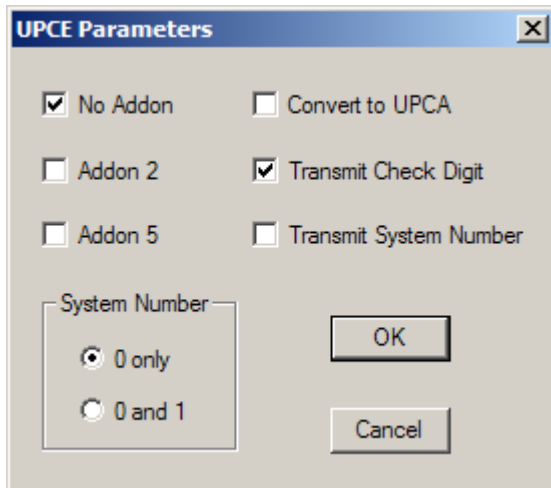 UPCE Parameters
No Addon
Convert to UPCA
Addon 2
Transmit Check Digit
Addon 5
Transmit System Number
System Number
0 only
0 and 1
OK
Cancel